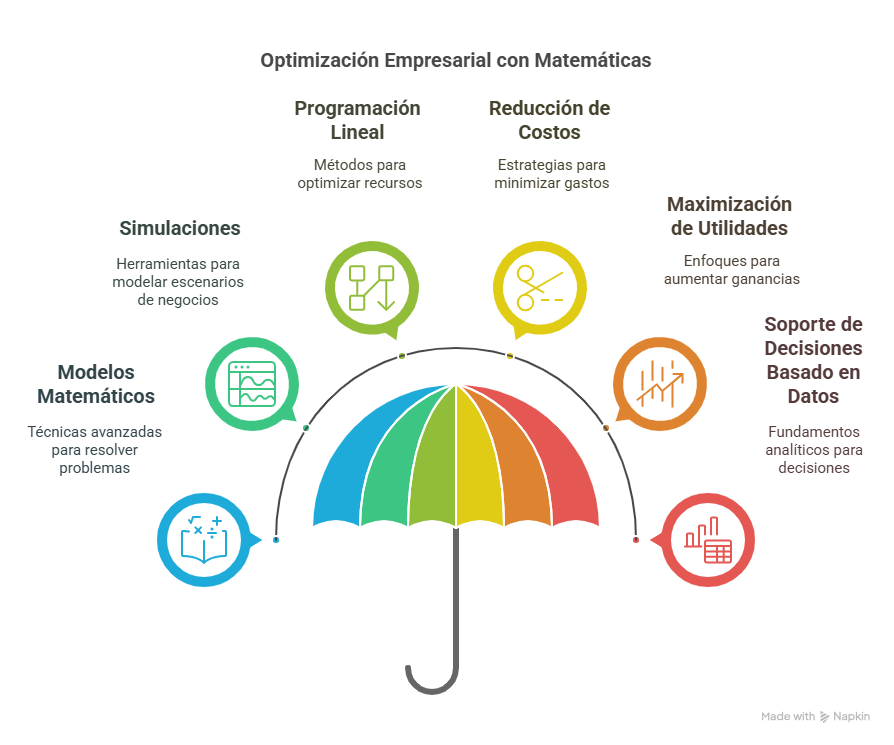 Optimización Empresarial con Matemáticas
Programación
Lineal
Métodos para
optimizar recursos
Reducción de
Costos
Estrategias para
minimizar gastos
Maximización
de Utilidades
Enfoques para
aumentar ganancias
Simulaciones
Herramientas para
modelar escenarios
de negocios
Soporte de
Decisiones
Basado en
Datos
Fundamentos
analíticos para
decisiones
Modelos
Matemáticos
Técnicas avanzadas
para resolver
problemas
Made with Napkin